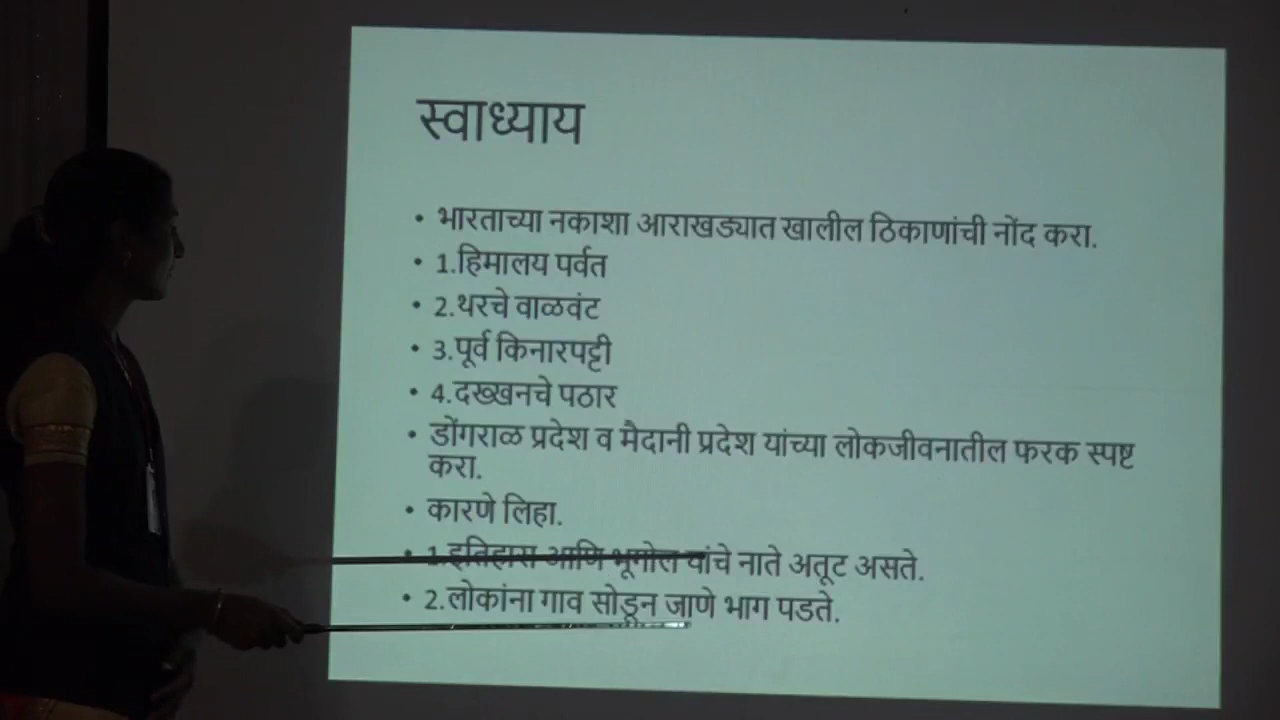 स्वाध्याय
• भारताच्या नकाशा आराखड्यात खालील ठिकाणांची नोंद करा.
• 1.हिमालय पर्वत
• 2.थरचे वाळवंट
• 3.पूर्व किनारपट्टी
• 4.दख्खनचे पठार
• डोंगराळ प्रदेश व मैदानी प्रदेश यांच्या लोकजीवनातील फरक स्पष्ट
करा.
• कारणे लिहा.
• 1.इतिहास आणि भूगोल यांचे नाते अतूट असते.
• 2.लोकांना गाव सोडून जाणे भाग पडते.